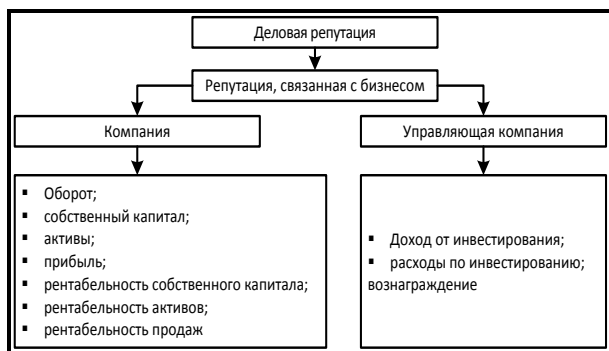 Деловая репутация
Репутация, связанная с бизнесом
Компания
Управляющая компания
▪ Оборот;
▪ собственный капитал;
▪ активы;
▪ прибыль;
▪ рентабельность собственного капитала;
▪ рентабельность активов;
▪ рентабельность продаж
▪ Доход от инвестирования;
▪ расходы по инвестированию;
вознаграждение